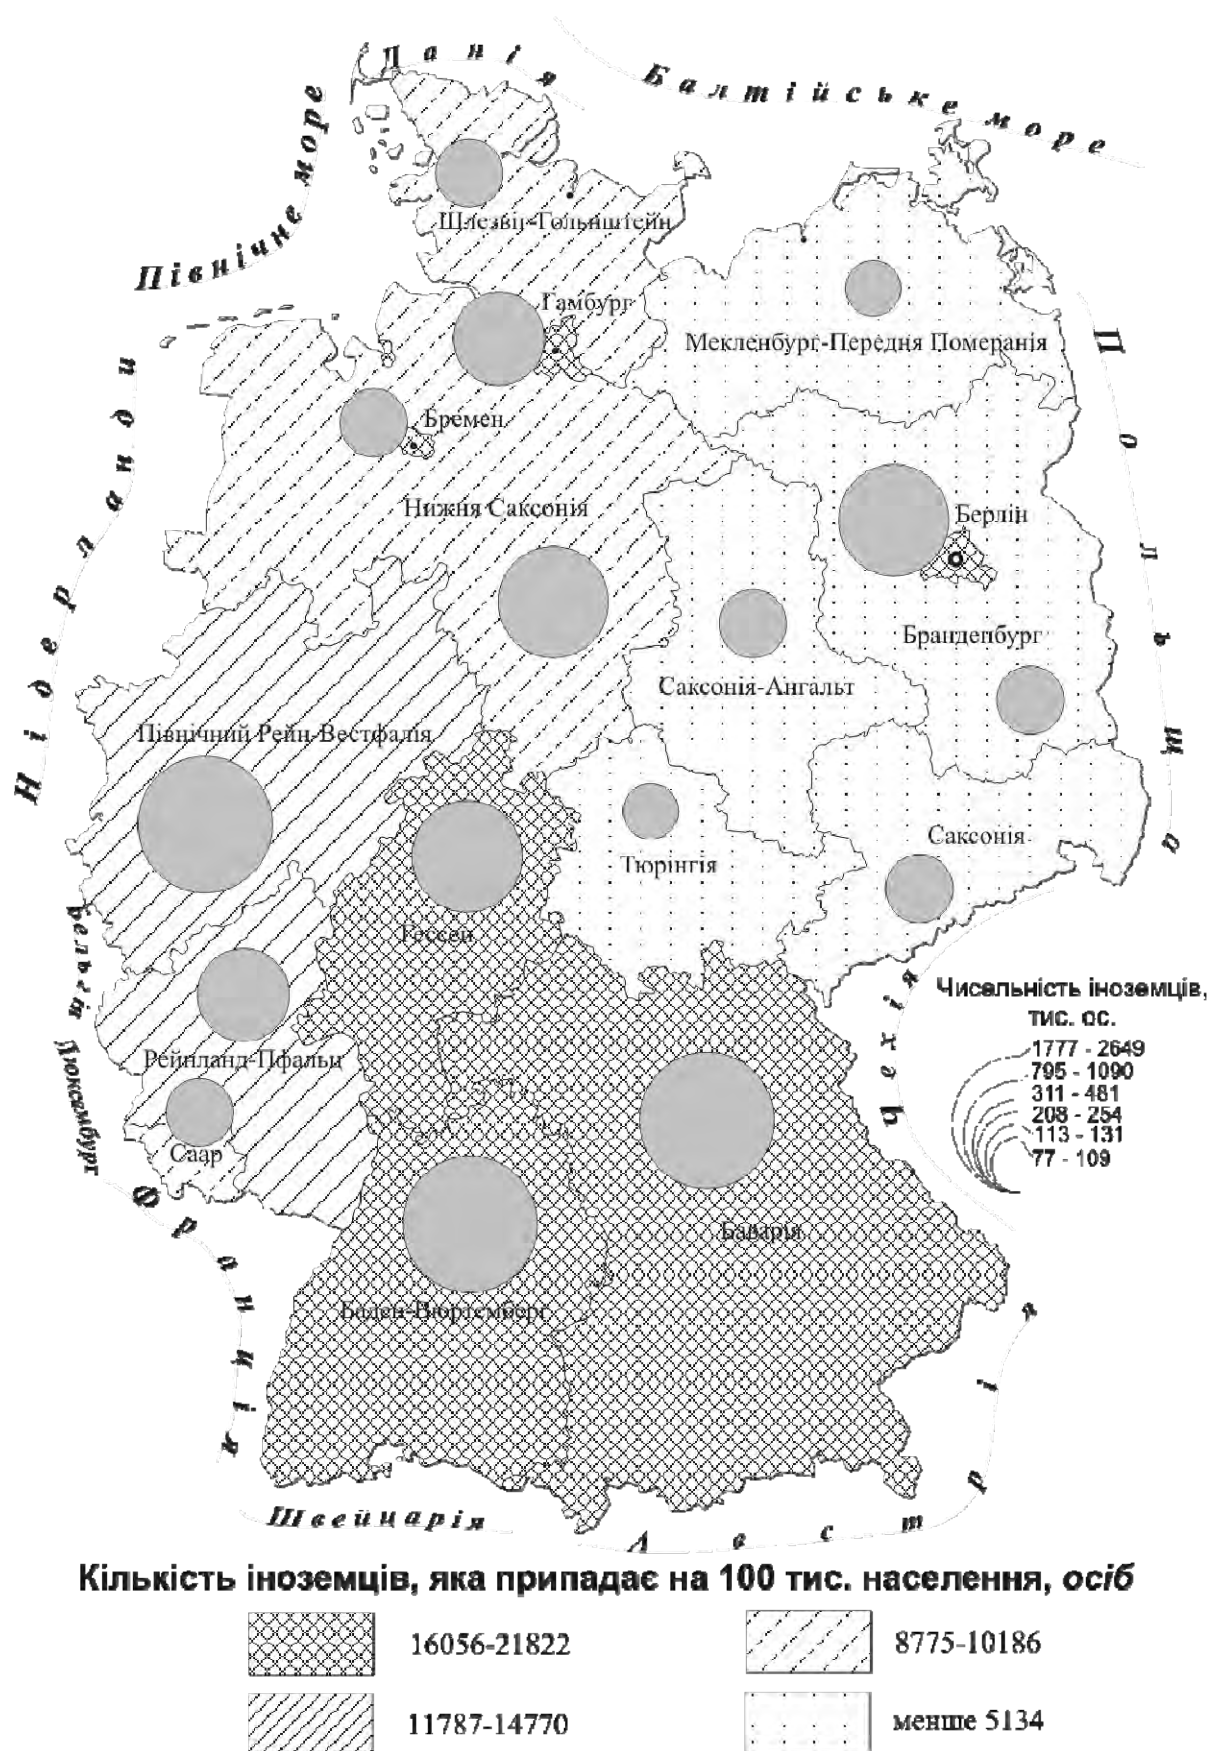 Данія
Балтійське море
Північне море
Шлезвіг-Гольнштейн
Гамбург
Мекленбург-Передня Померанія
Польща
Нідерланди
Бремен
Нижня Саксонія
Берлін
Бранденбург
Саксонія-Ангальт
Північний Рейн-Вестфалія
Саксонія
Тюрінгія
Гессен
Бельгія
Чехія
Чисельність іноземців,
тис. ос.
1777 - 2649
795 - 1090
311 - 481
208 - 254
113 - 131
77 - 109
Рейнланд-Пфальц
Люксембург
Саар
Франція
Баварія
Баден-Вюртемберг
Швейцарія
Австрія
Кількість іноземців, яка припадає на 100 тис. населення, осіб
16056-21822
8775-10186
11787-14770
менше 5134